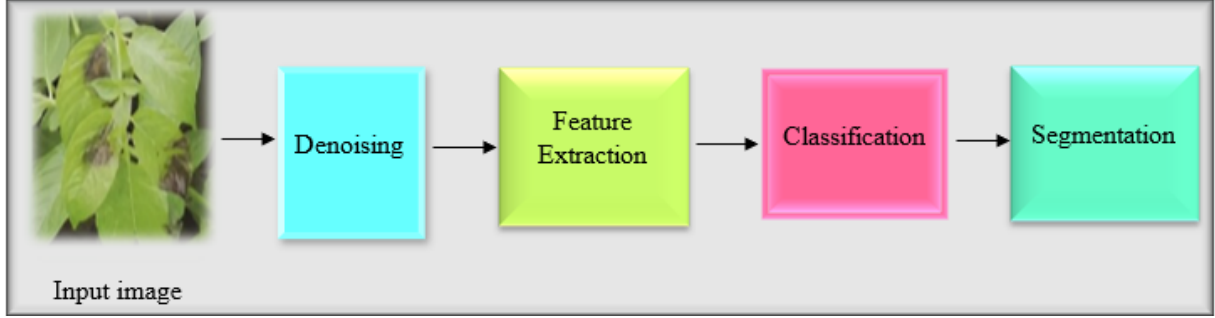 Denoising
Feature
Extraction
Classification
Segmentation
Input image